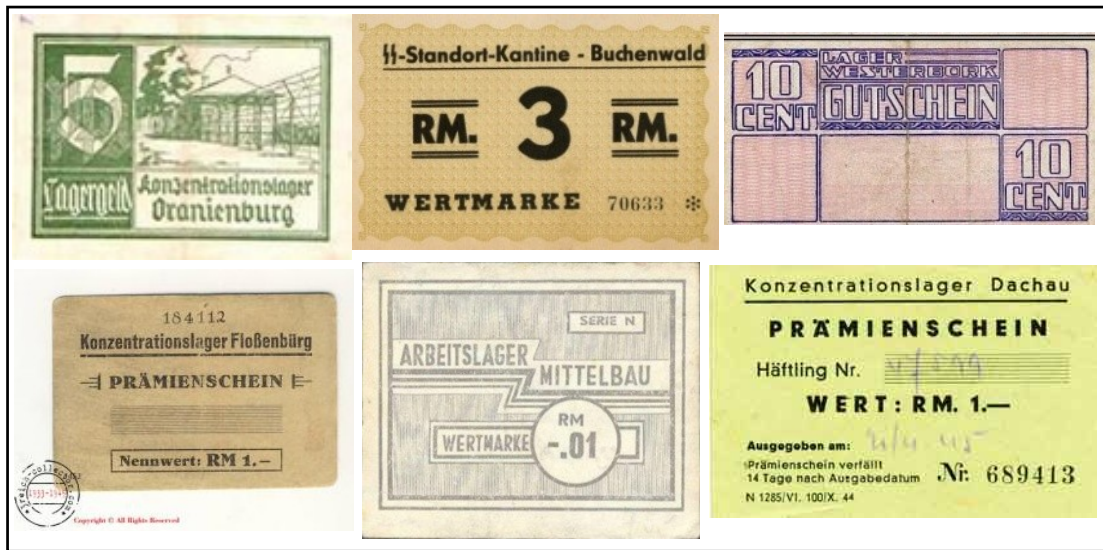 5
Lagergeld
Konzentrationslager
Oranienburg
ϟϟ-Standort-Kantine - Buchenwald
RM. 3 RM.
WERTMARKE 70633 *
10
CENT
LAGER
WESTERBORK
GUTSCHEIN
10
CENT
184112
Konzentrationslager Floßenbürg
PRÄMIENSCHEIN
Nennwert: RM 1.-
1933-1945
Copyright © All Rights Reserved
SERIE N
ARBEITSLAGER
MITTELBAU
WERTMARKE
RM
-.01
Konzentrationslager Dachau
PRÄMIENSCHEIN
Häftling Nr.
WERT: RM. 1.—
Ausgegeben am:
Prämienschein verfällt
14 Tage nach Ausgabedatum
Nr. 689413
N 1285/VI. 100/X. 44